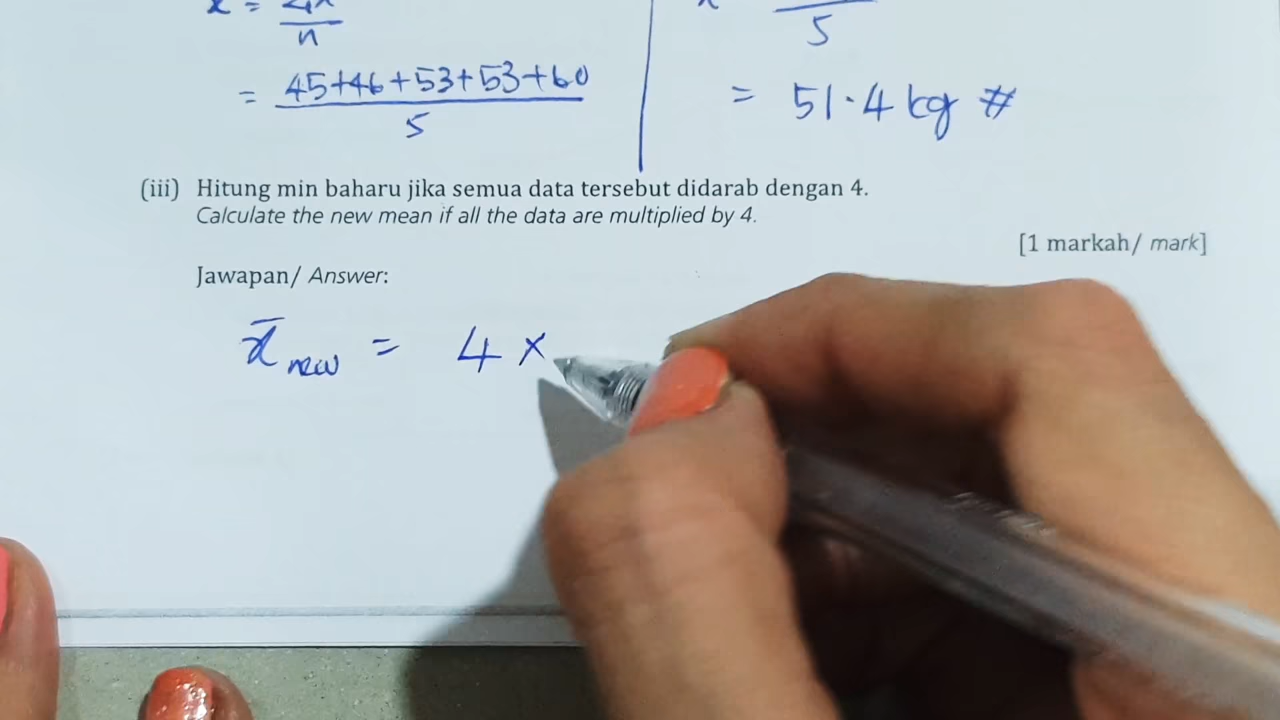 n
= 45+46+53+53+60
5
5
= 51.4 kg #
(iii) Hitung min baharu jika semua data tersebut didarab dengan 4.
Calculate the new mean if all the data are multiplied by 4.
[1 markah/ mark]
Jawapan/ Answer:
x̄ new = 4 ×